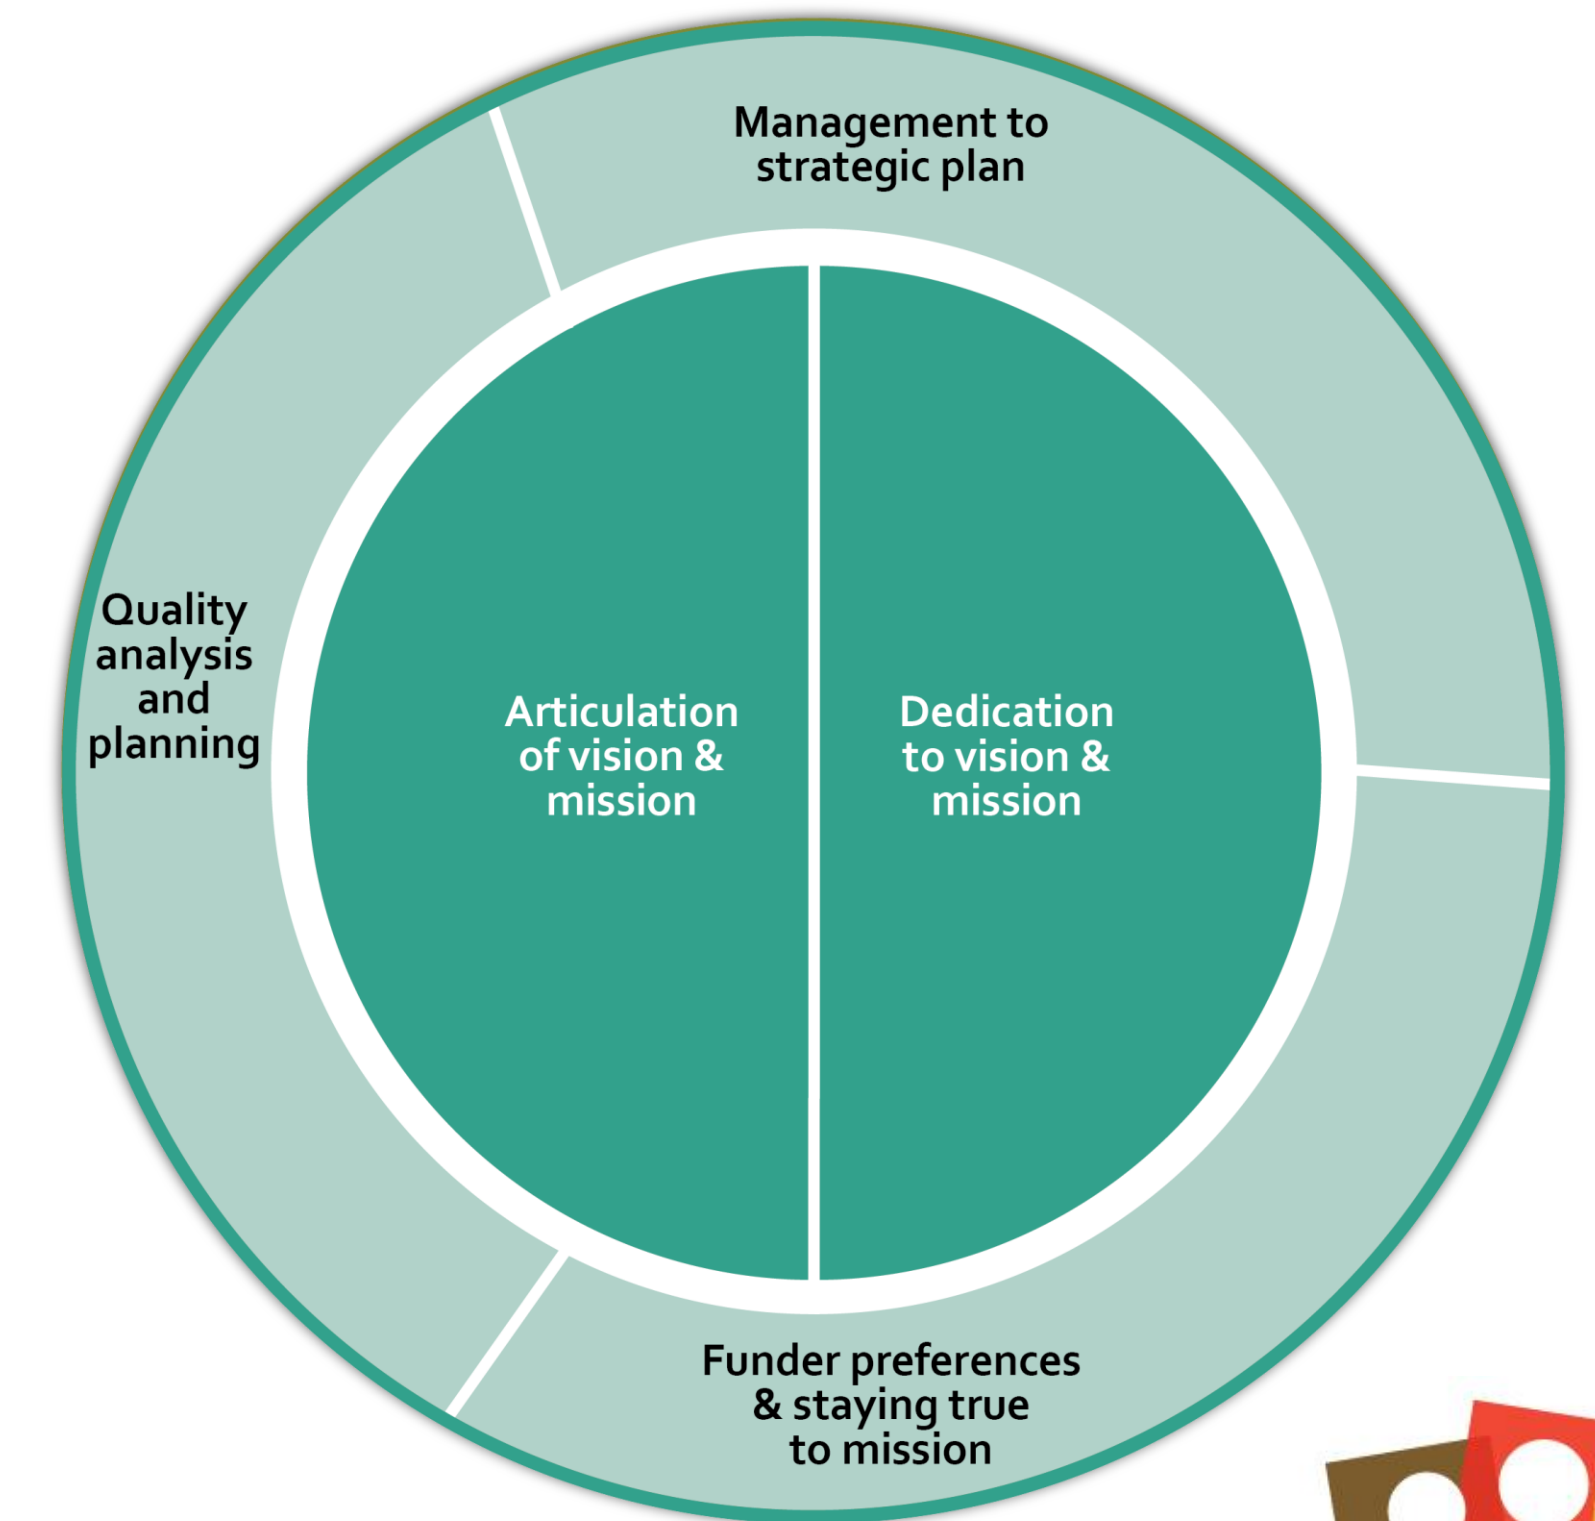 Management to
strategic plan
Quality
analysis
and
planning
Articulation
of vision &
mission
Dedication
to vision &
mission
Funder preferences
& staying true
to mission